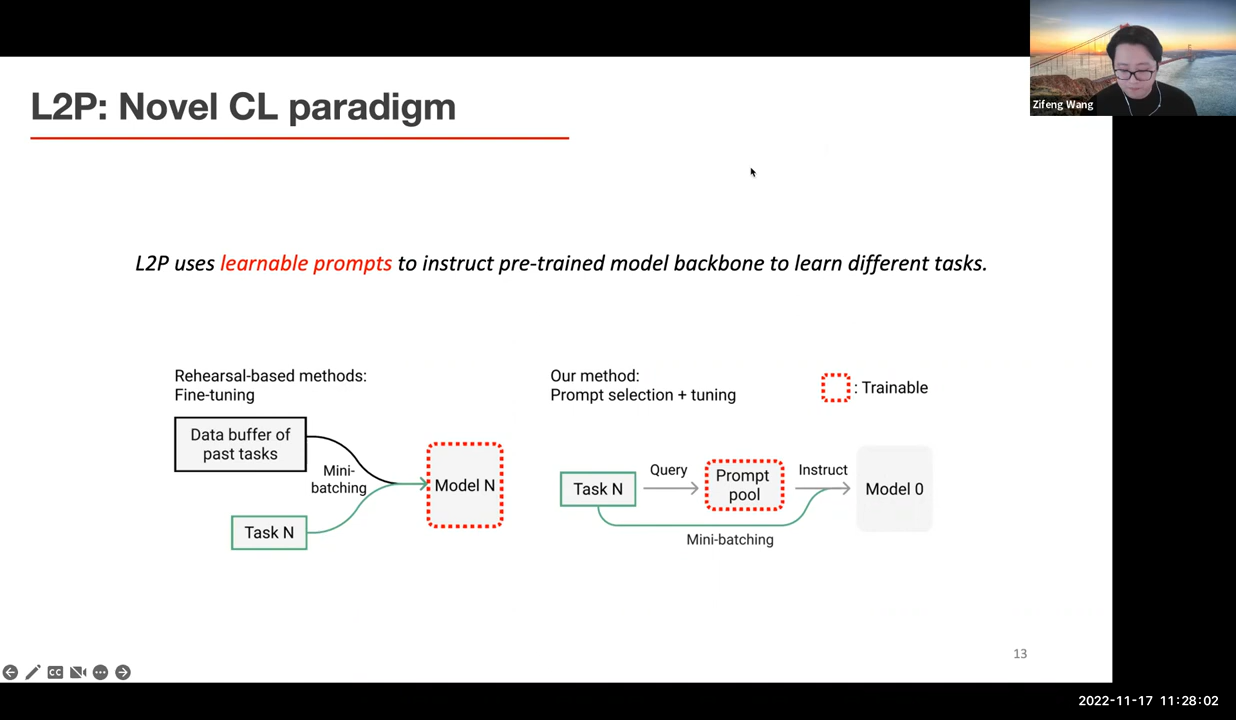 L2P: Novel CL paradigm
Zifeng Wang
L2P uses learnable prompts to instruct pre-trained model backbone to learn different tasks.
Rehearsal-based methods:
Fine-tuning
Data buffer of
past tasks
Mini-
batching
Task N
Model N
Our method:
Prompt selection + tuning
: Trainable
Task N
Query
Prompt
pool
Instruct
Model 0
Mini-batching
13
CC
2022-11-17 11:28:02